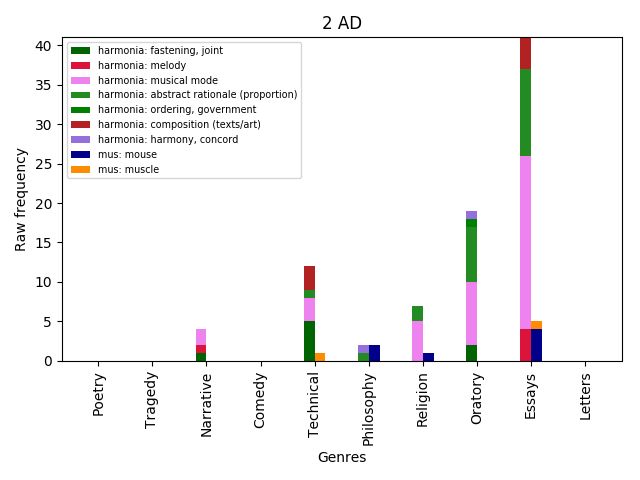 2 AD
harmonia: fastening, joint
harmonia: melody
harmonia: musical mode
harmonia: abstract rationale (proportion)
harmonia: ordering, government
harmonia: composition (texts/art)
harmonia: harmony, concord
mus: mouse
mus: muscle
Raw frequency
40
35
30
25
20
15
10
5
0
Poetry
Tragedy
Narrative
Comedy
Technical
Philosophy
Religion
Oratory
Essays
Letters
Genres